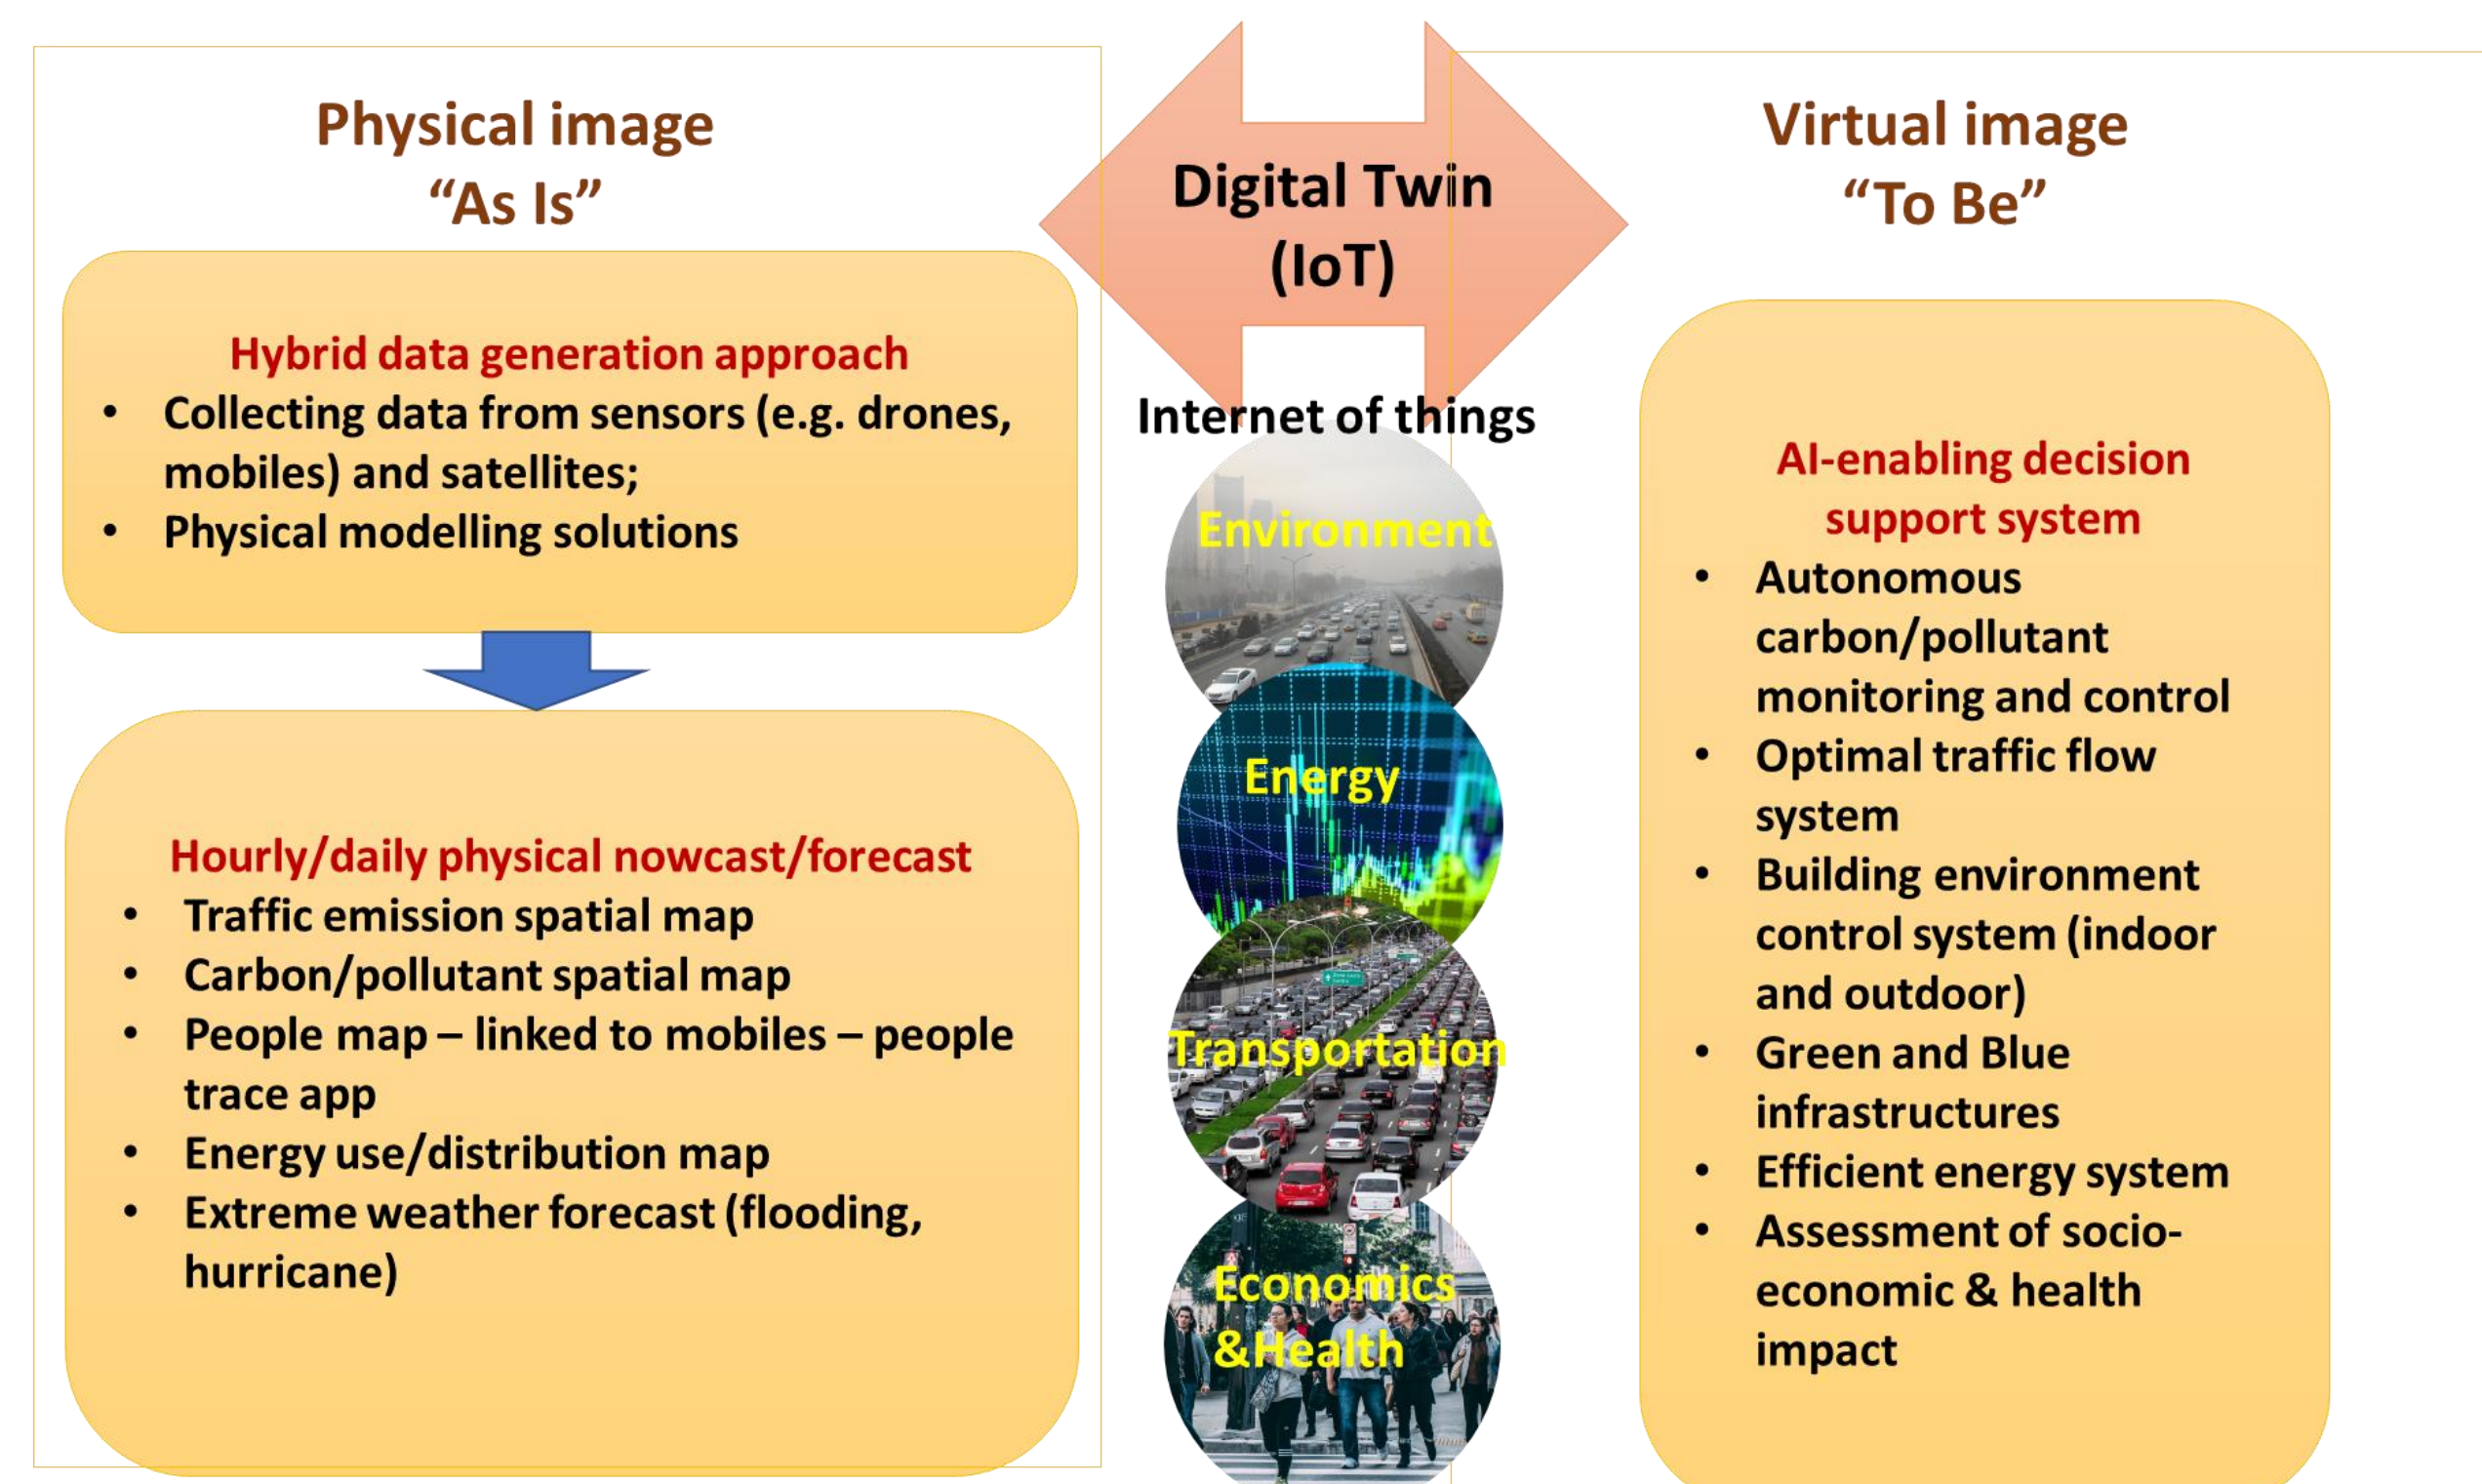 Physical image
“As Is”
Hybrid data generation approach
• Collecting data from sensors (e.g. drones,
mobiles) and satellites;
• Physical modelling solutions
Hourly/daily physical nowcast/forecast
• Traffic emission spatial map
• Carbon/pollutant spatial map
• People map – linked to mobiles – people
trace app
• Energy use/distribution map
• Extreme weather forecast (flooding,
hurricane)
Digital Twin
(IoT)
Internet of things
Environment
Energy
Transportation
Economics
&Health
Virtual image
“To Be”
AI-enabling decision
support system
• Autonomous
carbon/pollutant
monitoring and control
• Optimal traffic flow
system
• Building environment
control system (indoor
and outdoor)
• Green and Blue
infrastructures
• Efficient energy system
• Assessment of socio-
economic & health
impact